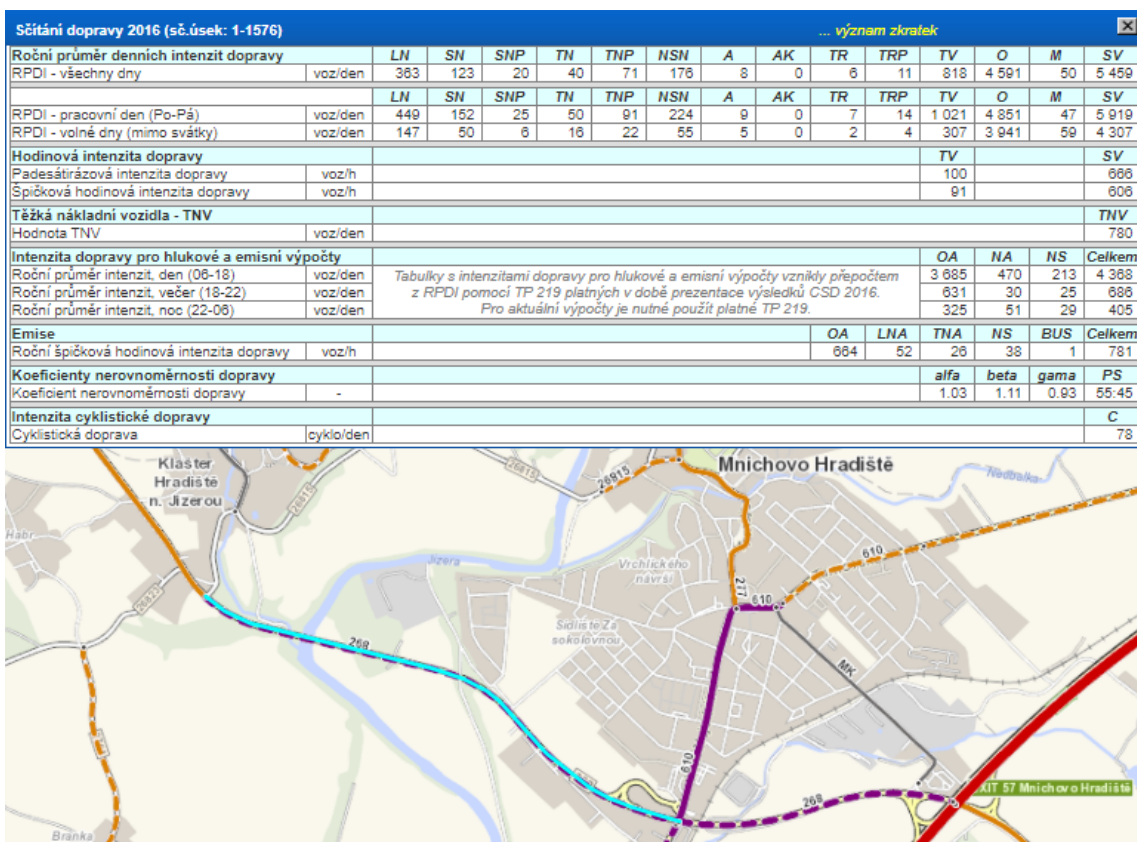 Sčítání dopravy 2016 (sč.úsek: 1-1576) ... význam zkratek
Roční průměr denních intenzit dopravy LN SN SNP TN TNP NSN A AK TR TRP TV O M SV
RPDI - všechny dny voz/den 363 123 20 40 71 176 8 0 6 11 818 4 591 50 5 459
LN SN SNP TN TNP NSN A AK TR TRP TV O M SV
RPDI - pracovní den (Po-Pá) voz/den 449 152 25 50 91 224 9 0 7 14 1 021 4 851 47 5 919
RPDI - volné dny (mimo svátky) voz/den 147 50 6 16 22 55 5 0 2 4 307 3 941 59 4 307
Hodinová intenzita dopravy TV SV
Padesátirázová intenzita dopravy voz/h 100 666
Špičková hodinová intenzita dopravy voz/h 91 606
Těžká nákladní vozidla - TNV TNV
Hodnota TNV voz/den 780
Intenzita dopravy pro hlukové a emisní výpočty OA NA NS Celkem
Roční průměr intenzit, den (06-18) voz/den Tabulky s intenzitami dopravy pro hlukové a emisní výpočty vznikly přepočtem 3 685 470 213 4 368
Roční průměr intenzit, večer (18-22) voz/den z RPDI pomocí TP 219 platných v době prezentace výsledků CSD 2016. 631 30 25 686
Roční průměr intenzit, noc (22-06) voz/den Pro aktuální výpočty je nutné použít platné TP 219. 325 51 29 405
Emise OA LNA TNA NS BUS Celkem
Roční špičková hodinová intenzita dopravy voz/h 664 52 26 38 1 781
Koeficienty nerovnoměrnosti dopravy alfa beta gama PS
Koeficient nerovnoměrnosti dopravy - 1.03 1.11 0.93 55:45
Intenzita cyklistické dopravy C
Cyklistická doprava cyklo/den 78
Klášter
Hradiště
n. Jizerou
26815
26815
26915
Mnichovo Hradiště
Nedbalka
Habr
Jizera
Vrchlického
návrší
610
277
610
26823
Sídliště Za
sokolovnou
268
MK
610
268
EXIT 57 Mnichovo Hradiště
Branka